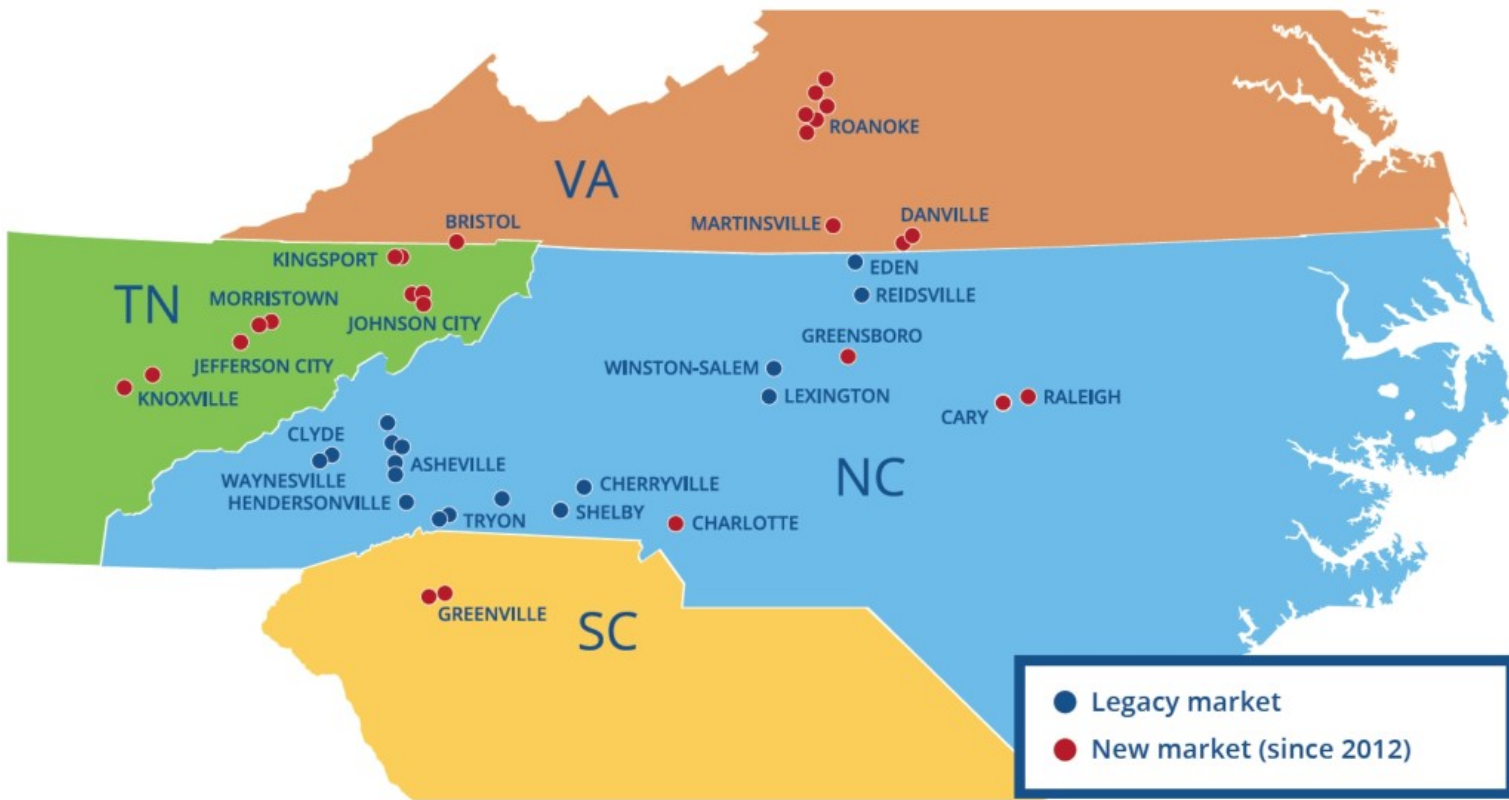 ROANOKE
VA
BRISTOL
MARTINSVILLE
DANVILLE
KINGSPORT
EDEN
TN
MORRISTOWN
REIDSVILLE
JOHNSON CITY
GREENSBORO
JEFFERSON CITY
WINSTON-SALEM
KNOXVILLE
LEXINGTON
CARY
RALEIGH
CLYDE
ASHEVILLE
NC
WAYNESVILLE
CHERRYVILLE
HENDERSONVILLE
SHELBY
TRYON
CHARLOTTE
GREENVILLE
SC
Legacy market
New market (since 2012)